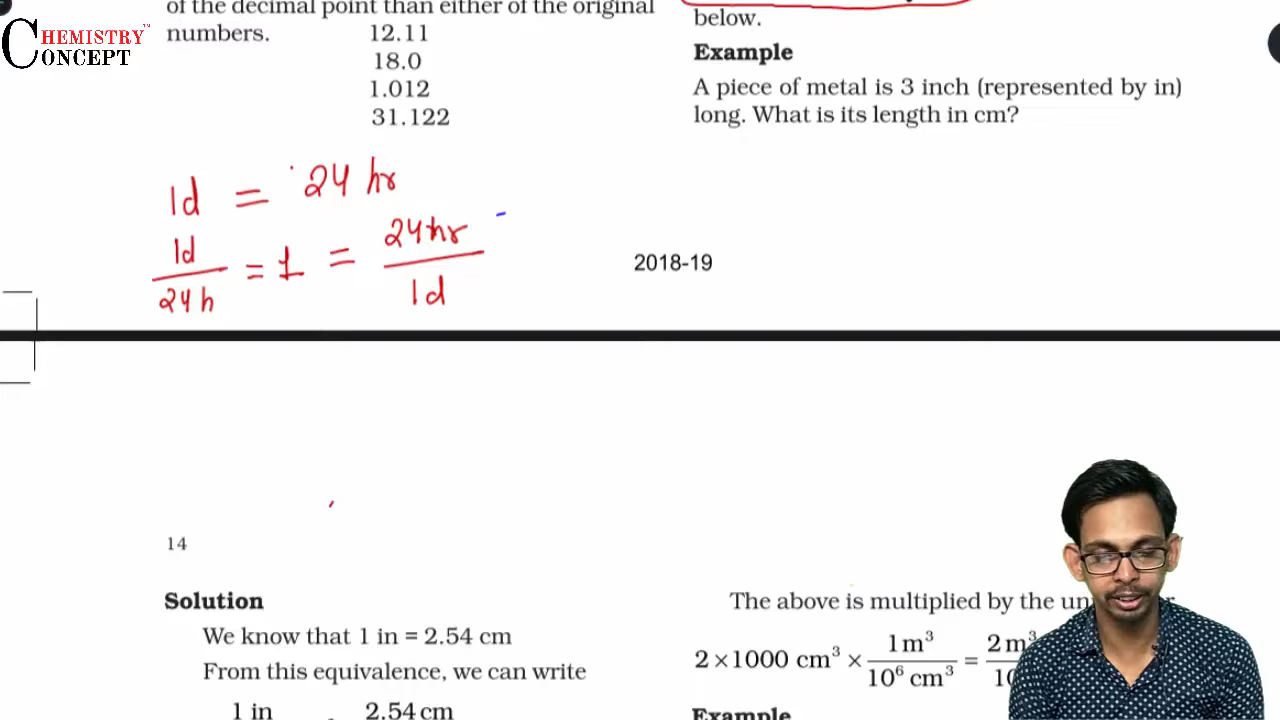 CHEMISTRY
CONCEPT
of the decimal point than either of the original
numbers.
12.11
18.0
1.012
31.122
1d = 24 hr
1d/24h = 1 = 24hr/1d
below.
Example
A piece of metal is 3 inch (represented by in)
long. What is its length in cm?
2018-19
14
Solution
We know that 1 in = 2.54 cm
From this equivalence, we can write
1 in
2.54 cm
The above is multiplied by the
2 × 1000 cm³ × 1 m³/10⁶ cm³ = 2 m³
Example